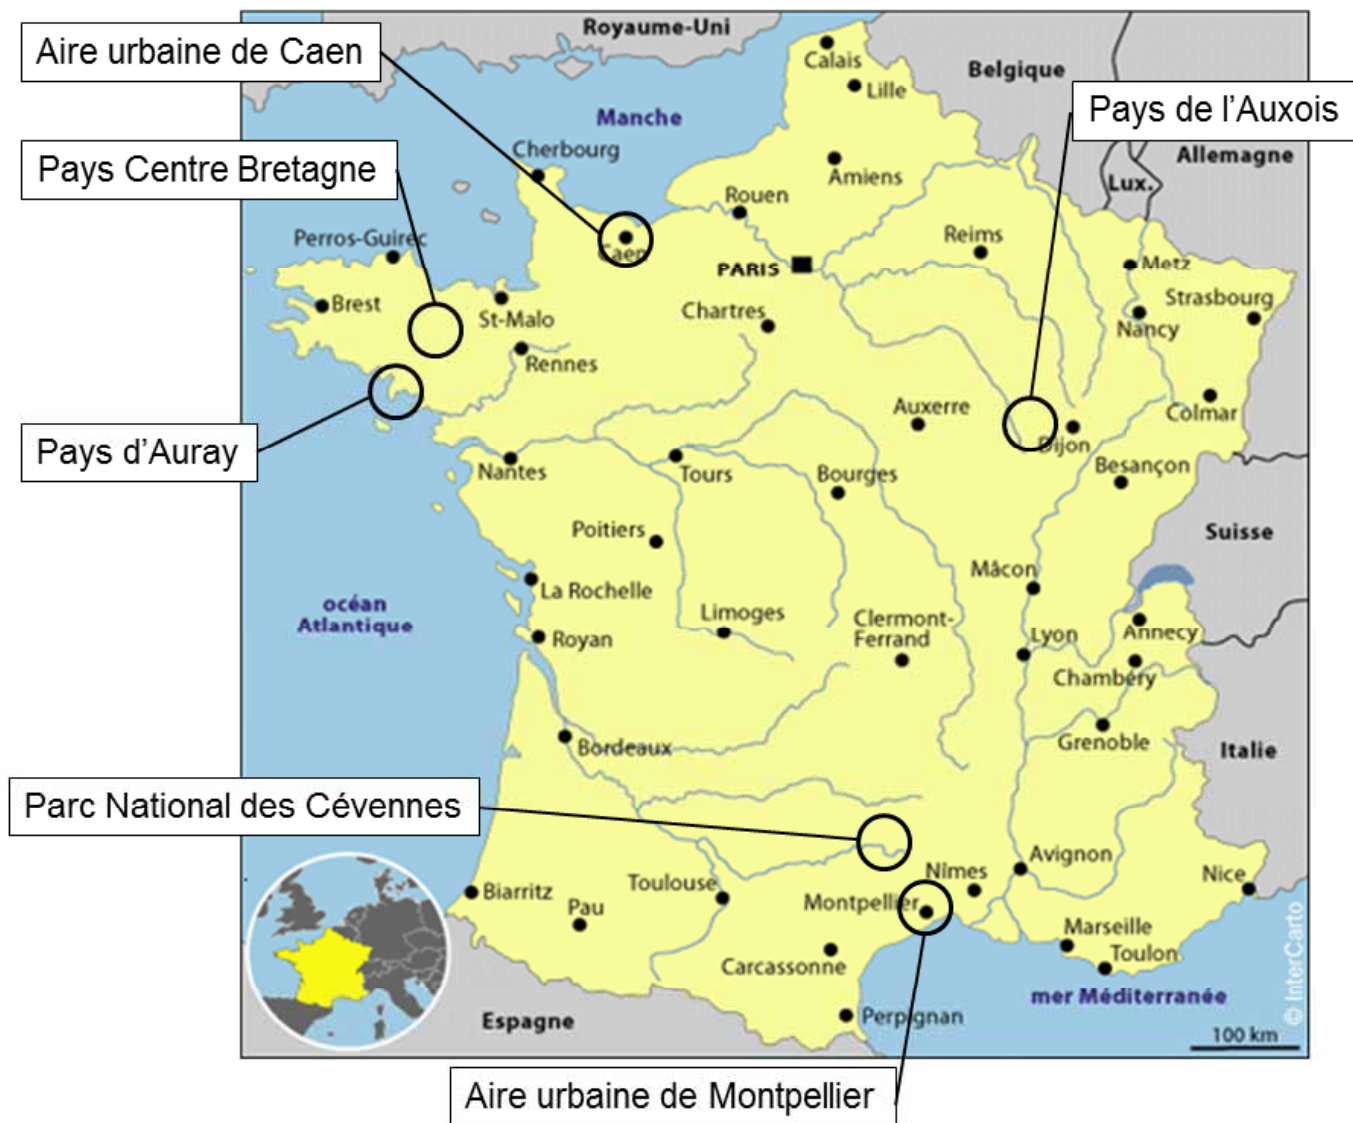 Royaume-Uni
Aire urbaine de Caen
Calais
Belgique
Lille
Pays de l'Auxois
Manche
Cherbourg
Allemagne
Pays Centre Bretagne
Amiens
Lux.
Rouen
Perros-Guirec
Reims
Caen
PARIS
Metz
Strasbourg
Brest
St-Malo
Chartres
Nancy
Rennes
Auxerre
Colmar
Pays d'Auray
Dijon
Nantes
Tours
Bourges
Besançon
Poitiers
Suisse
Mâcon
La Rochelle
océan
Atlantique
Limoges
Clermont-
Ferrand
Royan
Lyon
Annecy
Chambéry
Bordeaux
Grenoble
Italie
Parc National des Cévennes
Avignon
Nîmes
Nice
Biarritz
Toulouse
Pau
Montpellier
Marseille
Toulon
Carcassonne
mer Méditerranée
© InterCarto
Espagne
Perpignan
100 km
Aire urbaine de Montpellier